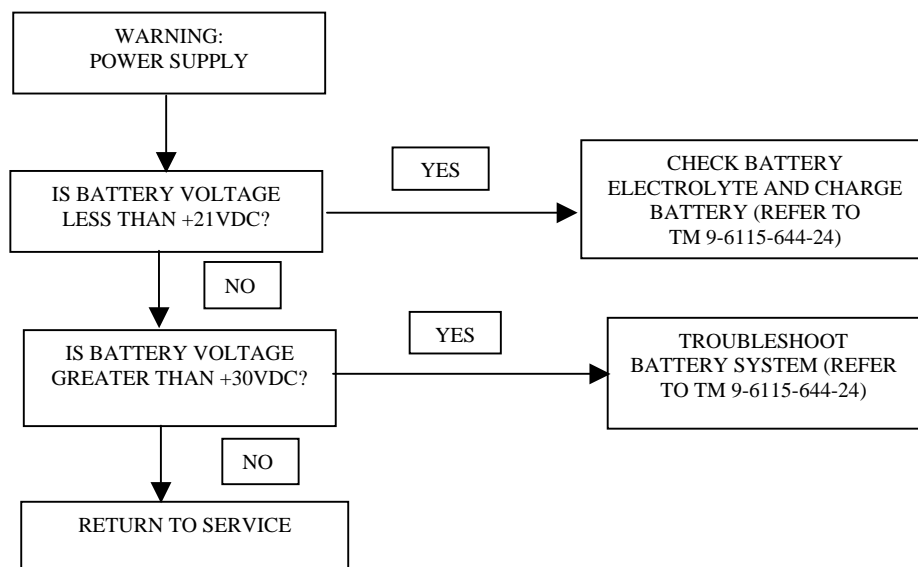 WARNING:
POWER SUPPLY
YES
IS BATTERY VOLTAGE
LESS THAN +21VDC?
CHECK BATTERY
ELECTROLYTE AND CHARGE
BATTERY (REFER TO
TM 9-6115-644-24)
NO
YES
IS BATTERY VOLTAGE
GREATER THAN +30VDC?
TROUBLESHOOT
BATTERY SYSTEM (REFER
TO TM 9-6115-644-24)
NO
RETURN TO SERVICE